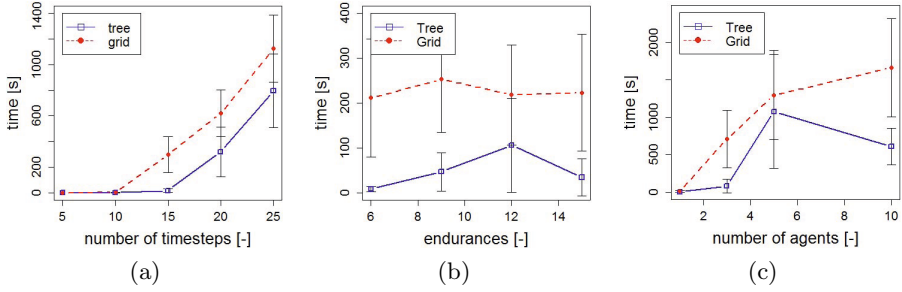 tree
grid
time [s]
0
200
400
600
800
1000
1400
5
10
15
20
25
number of timesteps [-]
(a)
Tree
Grid
time [s]
0
100
200
300
400
6
8
10
12
14
endurances [-]
(b)
Tree
Grid
time [s]
0
500
1000
2000
2
4
6
8
10
number of agents [-]
(c)